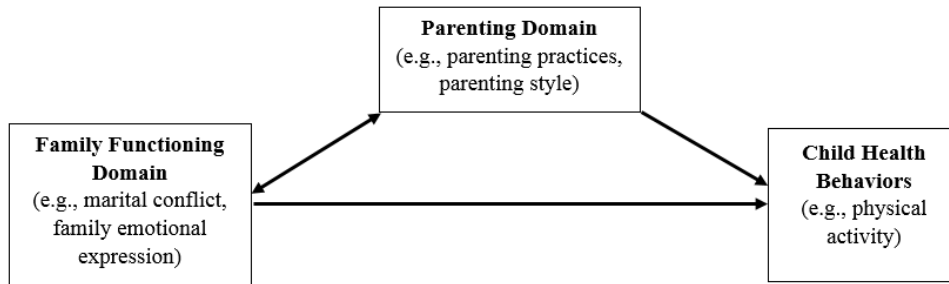 Parenting Domain
(e.g., parenting practices,
parenting style)
Family Functioning
Domain
(e.g., marital conflict,
family emotional
expression)
Child Health
Behaviors
(e.g., physical
activity)